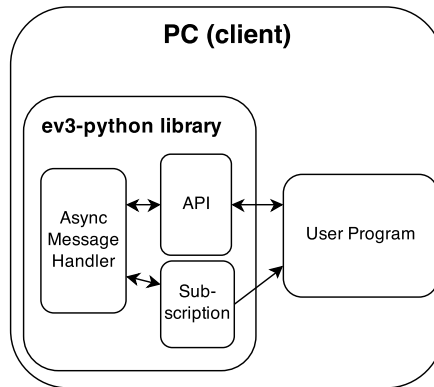 PC (client)
ev3-python library
Async
Message
Handler
API
Sub-
scription
User Program